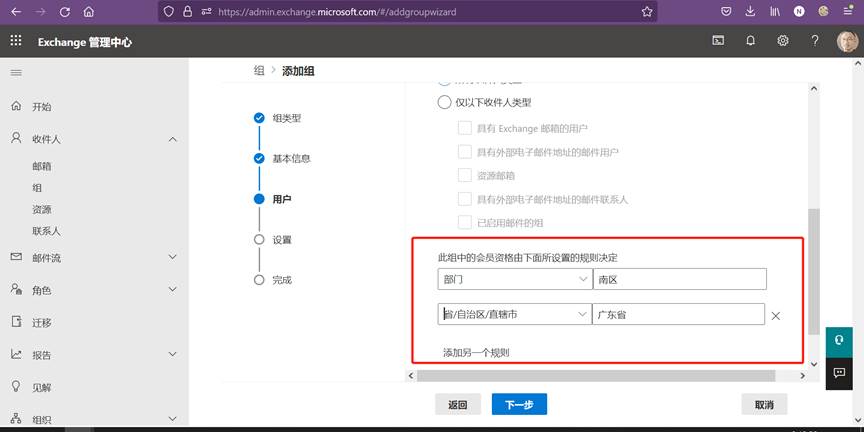 https://admin.exchange.microsoft.com/#/addgroupwizard
N
Exchange 管理中心
组 > 添加组
开始
收件人
邮箱
组
资源
联系人
邮件流
角色
迁移
报告
见解
组织
组类型
基本信息
用户
设置
完成
仅以下收件人类型
具有 Exchange 邮箱的用户
具有外部电子邮件地址的邮件用户
资源邮箱
具有外部电子邮件地址的邮件联系人
已启用邮件的组
此组中的会员资格由下面所设置的规则决定
部门 南区
省/自治区/直辖市 广东省
添加另一个规则
返回 下一步 取消